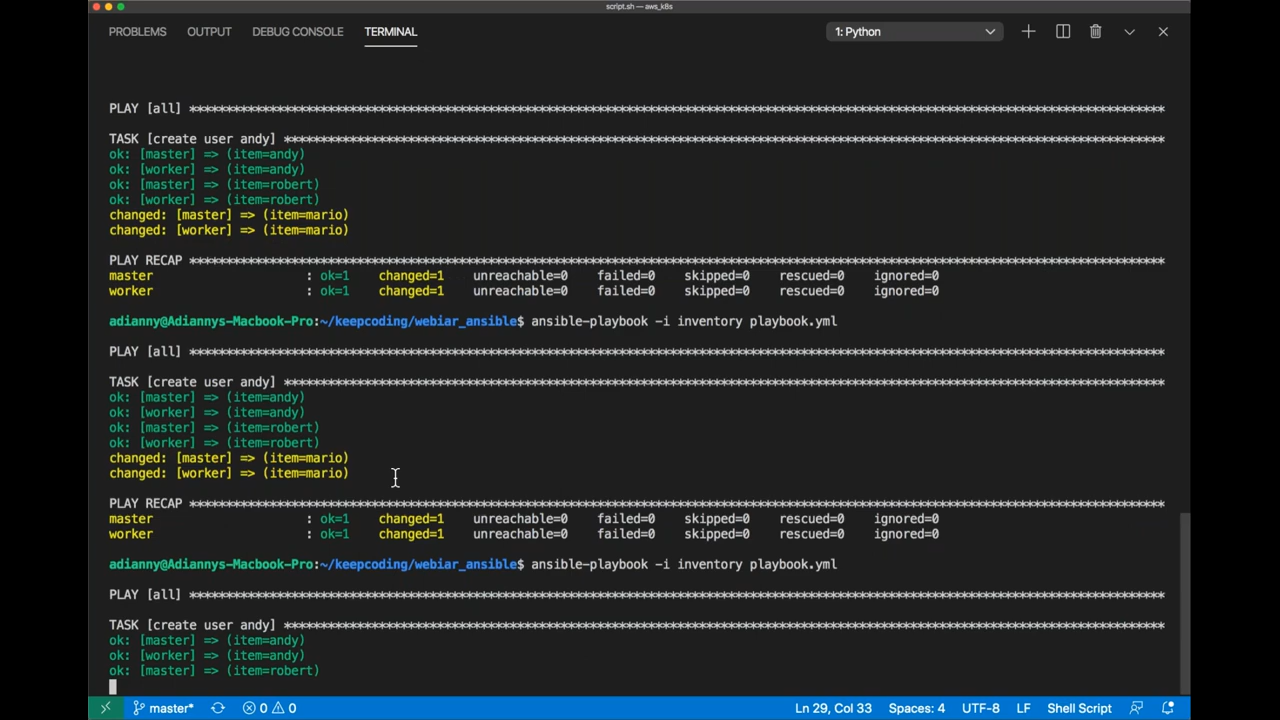 script.sh — aws_k8s
PROBLEMS OUTPUT DEBUG CONSOLE TERMINAL 1: Python
PLAY [all] *********************************************************************************************************************************
TASK [create user andy] ********************************************************************************************************************
ok: [master] => (item=andy)
ok: [worker] => (item=andy)
ok: [master] => (item=robert)
ok: [worker] => (item=robert)
changed: [master] => (item=mario)
changed: [worker] => (item=mario)
PLAY RECAP *********************************************************************************************************************************
master : ok=1 changed=1 unreachable=0 failed=0 skipped=0 rescued=0 ignored=0
worker : ok=1 changed=1 unreachable=0 failed=0 skipped=0 rescued=0 ignored=0
adianny@Adiannys-Macbook-Pro:~/keepcoding/webiar_ansible$ ansible-playbook -i inventory playbook.yml
PLAY [all] *********************************************************************************************************************************
TASK [create user andy] ********************************************************************************************************************
ok: [master] => (item=andy)
ok: [worker] => (item=andy)
ok: [master] => (item=robert)
ok: [worker] => (item=robert)
changed: [master] => (item=mario)
changed: [worker] => (item=mario)
PLAY RECAP *********************************************************************************************************************************
master : ok=1 changed=1 unreachable=0 failed=0 skipped=0 rescued=0 ignored=0
worker : ok=1 changed=1 unreachable=0 failed=0 skipped=0 rescued=0 ignored=0
adianny@Adiannys-Macbook-Pro:~/keepcoding/webiar_ansible$ ansible-playbook -i inventory playbook.yml
PLAY [all] *********************************************************************************************************************************
TASK [create user andy] ********************************************************************************************************************
ok: [master] => (item=andy)
ok: [worker] => (item=andy)
ok: [master] => (item=robert)
master* 0 0 Ln 29, Col 33 Spaces: 4 UTF-8 LF Shell Script